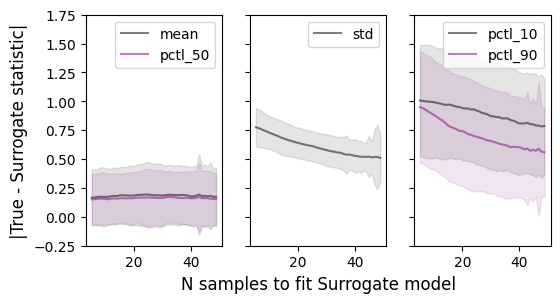 |True - Surrogate statistic|
1.75
1.50
1.25
1.00
0.75
0.50
0.25
0.00
−0.25
mean
pctl_50
20
40
std
20
40
pctl_10
pctl_90
20
40
N samples to fit Surrogate model